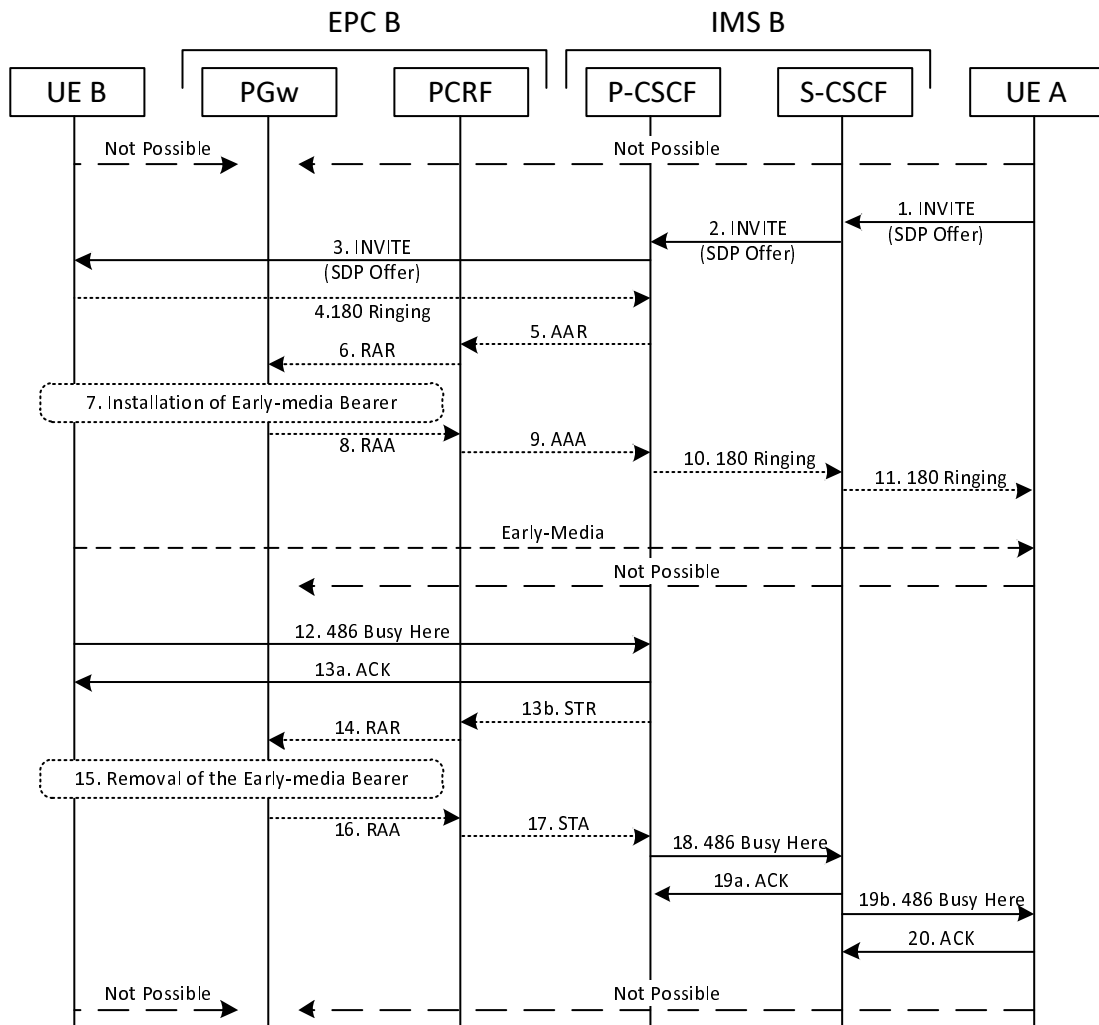 EPC B
IMS B
UE B
PGw
PCRF
P-CSCF
S-CSCF
UE A
Not Possible
Not Possible
1. INVITE
(SDP Offer)
2. INVITE
(SDP Offer)
3. INVITE
(SDP Offer)
4.180 Ringing
5. AAR
6. RAR
7. Installation of Early-media Bearer
8. RAA
9. AAA
10. 180 Ringing
11. 180 Ringing
Early-Media
Not Possible
12. 486 Busy Here
13a. ACK
13b. STR
14. RAR
15. Removal of the Early-media Bearer
16. RAA
17. STA
18. 486 Busy Here
19a. ACK
19b. 486 Busy Here
20. ACK
Not Possible
Not Possible